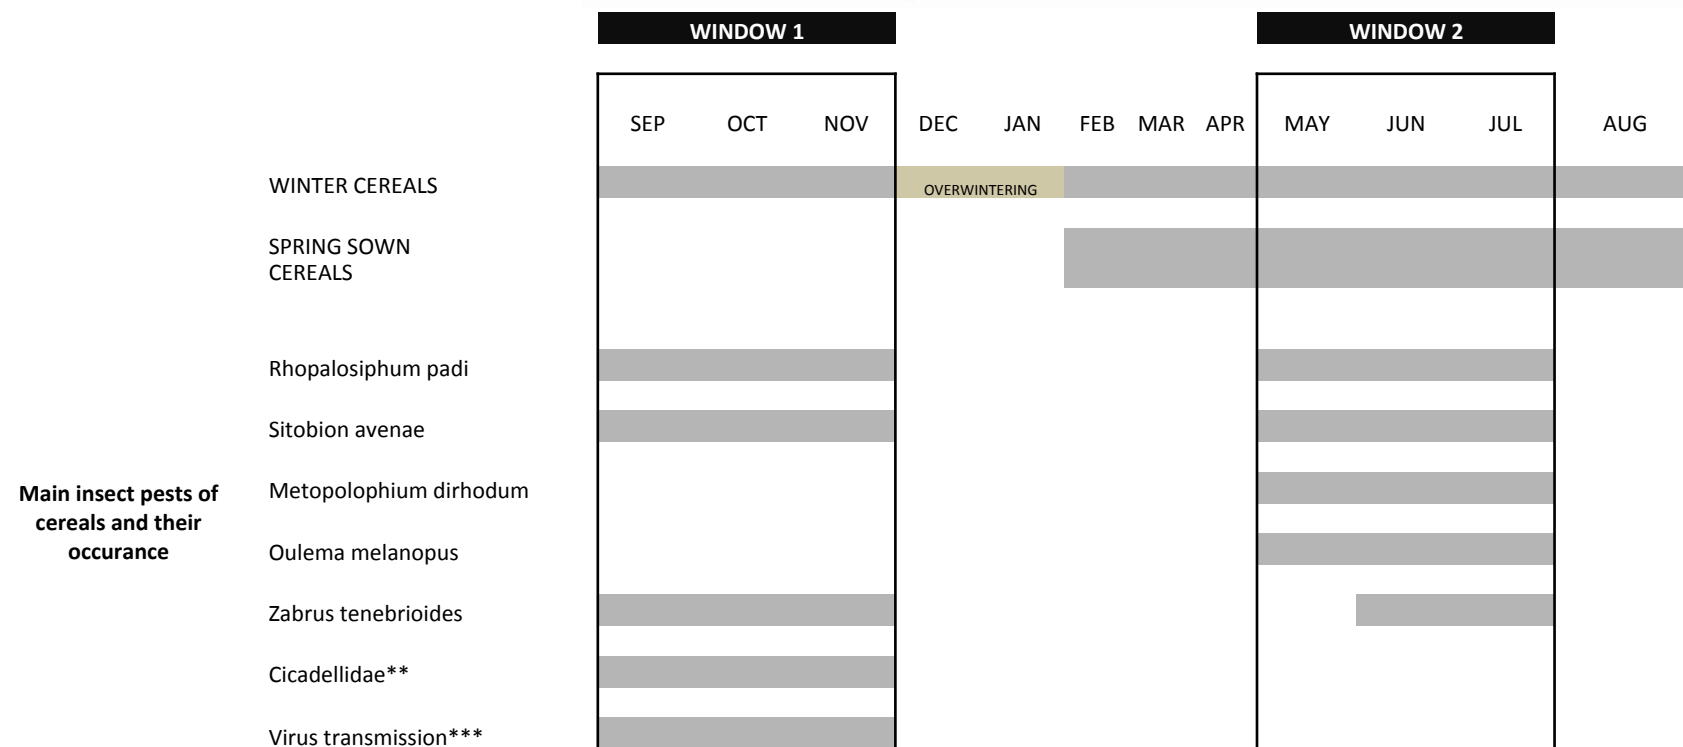 WINDOW 1 WINDOW 2
SEP OCT NOV DEC JAN FEB MAR APR MAY JUN JUL AUG
WINTER CEREALS OVERWINTERING
SPRING SOWN
CEREALS
Main insect pests of
cereals and their
occurance
Rhopalosiphum padi
Sitobion avenae
Metopolophium dirhodum
Oulema melanopus
Zabrus tenebrioides
Cicadellidae**
Virus transmission***